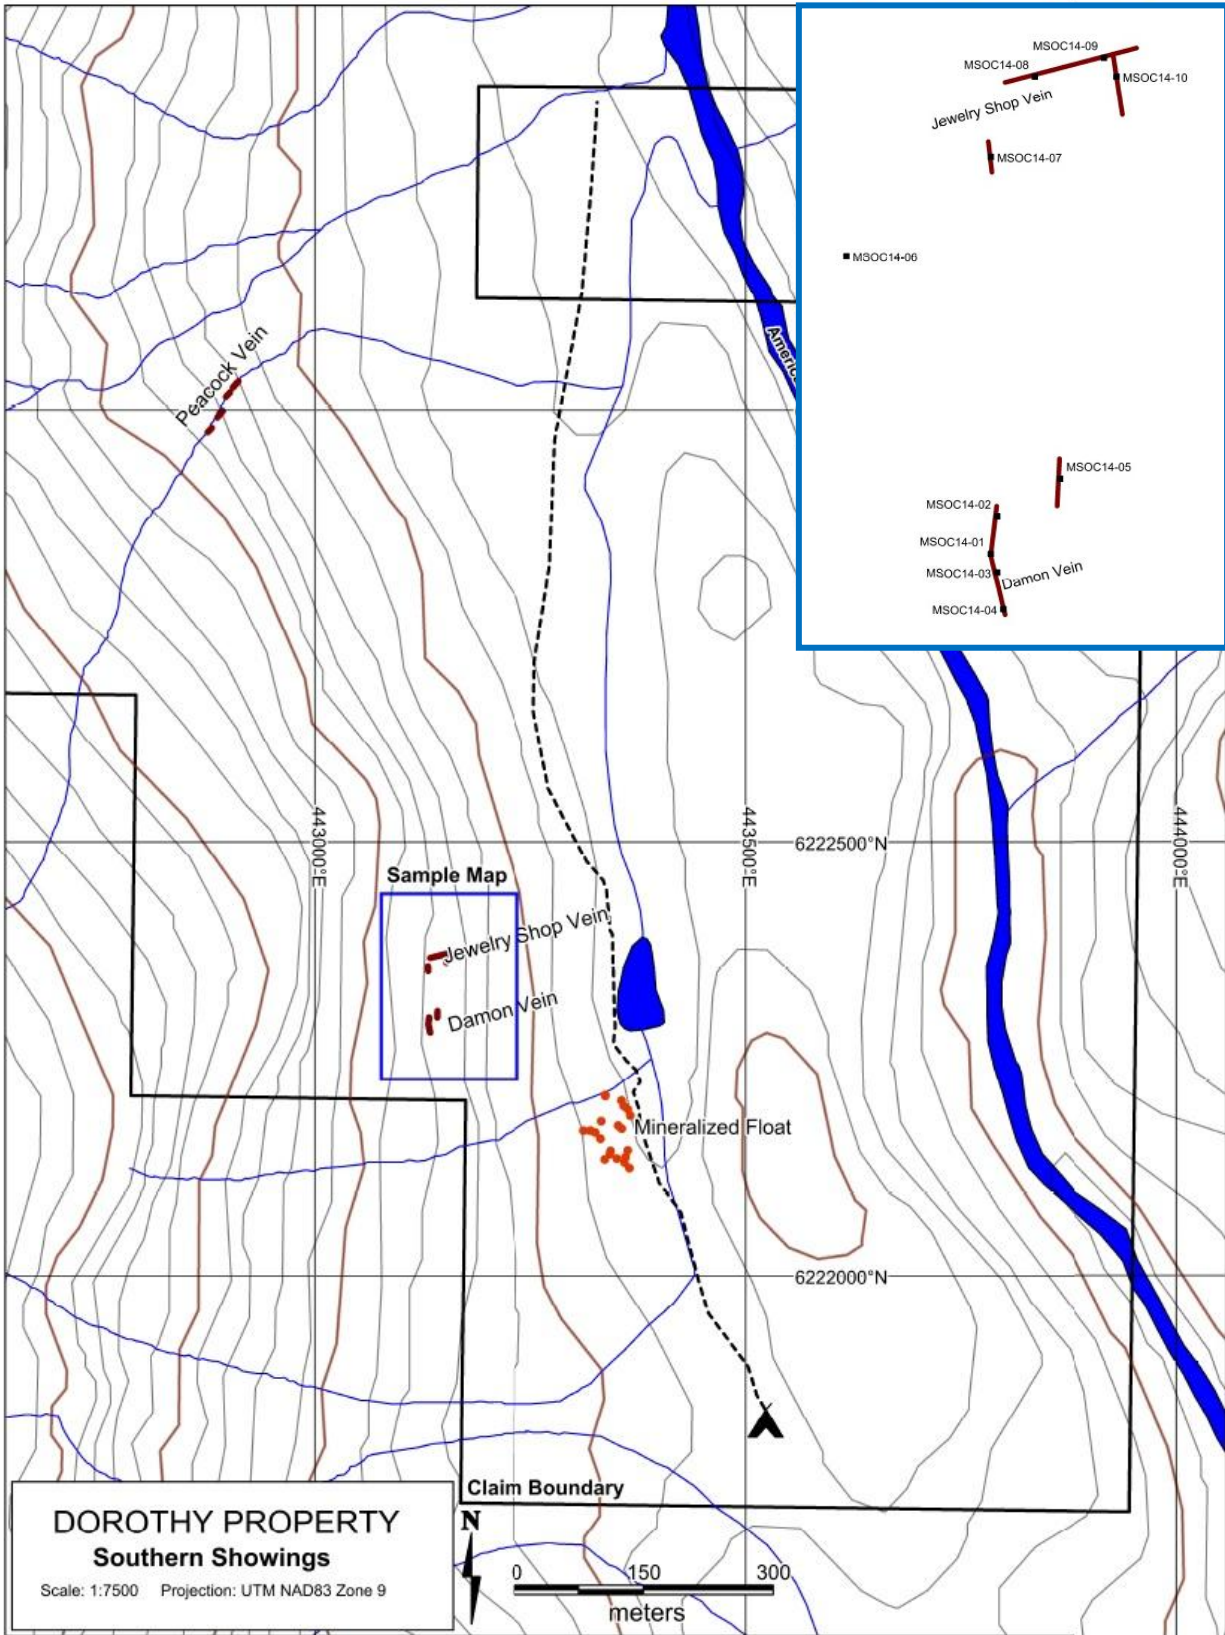 MSOC14-09
MSOC14-08
MSOC14-10
Jewelry Shop Vein
MSOC14-07
MSOC14-06
MSOC14-05
MSOC14-02
MSOC14-01
MSOC14-03
Damon Vein
MSOC14-04
Americ
Peacock Vein
443000°E
443500°E
6222500°N
444000°E
Sample Map
Jewelry Shop Vein
Damon Vein
Mineralized Float
6222000°N
Claim Boundary
DOROTHY PROPERTY
Southern Showings
Scale: 1:7500 Projection: UTM NAD83 Zone 9
N
0 150 300
meters